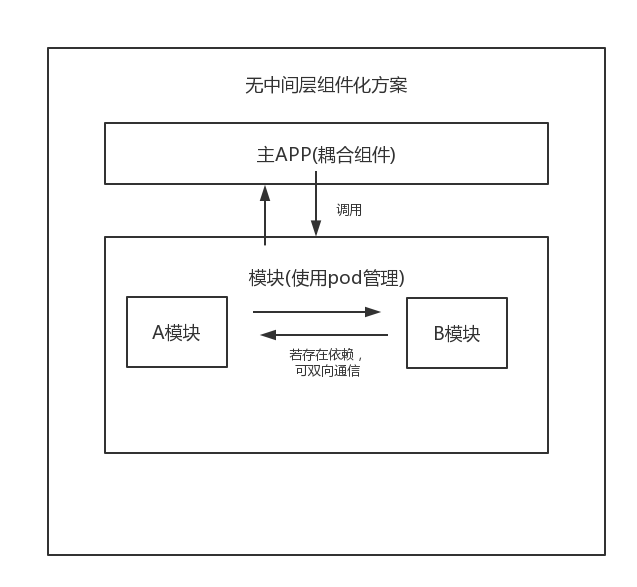 无中间层组件化方案
主APP(耦合组件)
调用
模块(使用pod管理)
A模块
B模块
若存在依赖，
可双向通信